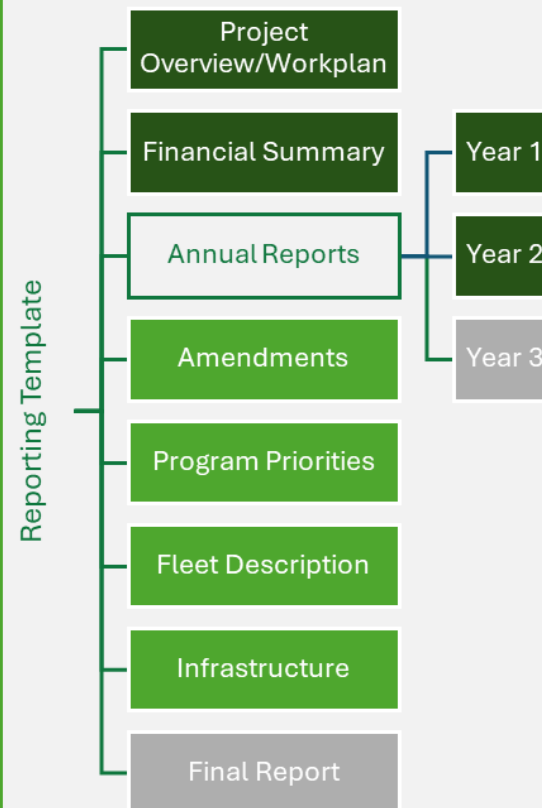 Reporting Template
Project
Overview/Workplan
Financial Summary
Annual Reports
Year 1
Year 2
Year 3
Amendments
Program Priorities
Fleet Description
Infrastructure
Final Report